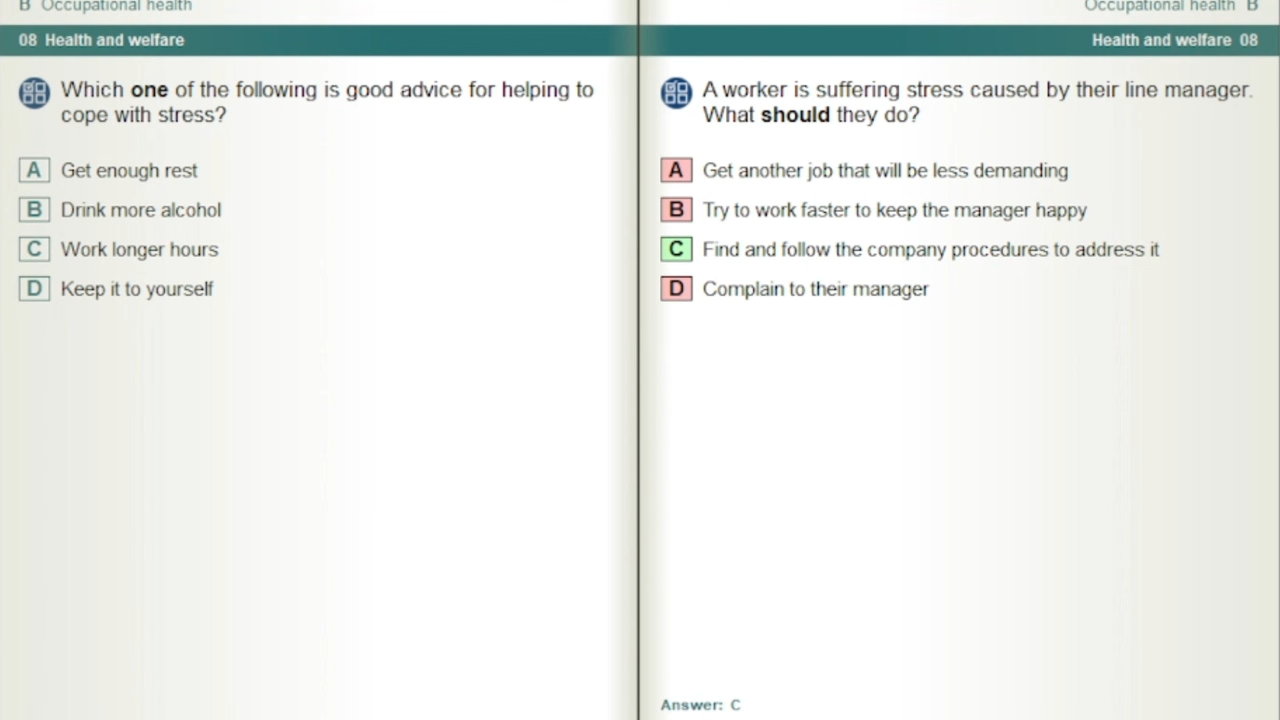 B Occupational health
08 Health and welfare
Which one of the following is good advice for helping to
cope with stress?
A Get enough rest
B Drink more alcohol
C Work longer hours
D Keep it to yourself
Occupational health B
Health and welfare 08
A worker is suffering stress caused by their line manager.
What should they do?
A Get another job that will be less demanding
B Try to work faster to keep the manager happy
C Find and follow the company procedures to address it
D Complain to their manager
Answer: C